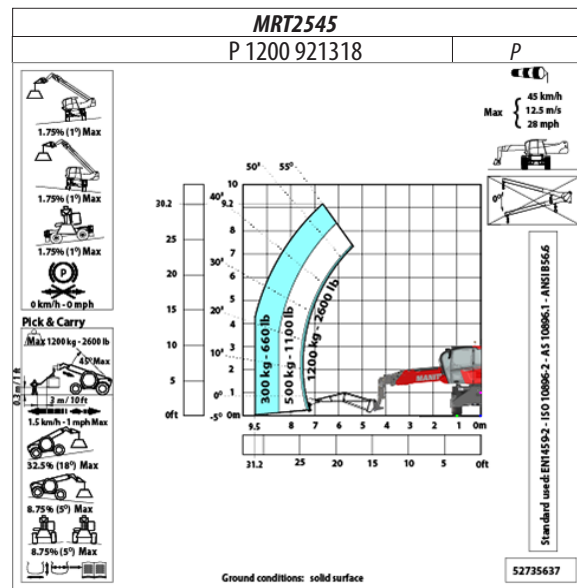 MRT2545
P 1200 921318
P
1.75% (1°) Max
1.75% (1°) Max
1.75% (1°) Max
P
0 km/h - 0 mph
Pick & Carry
Max 1200 kg - 2600 lb
45° Max
0.3 m / 1 ft
3 m / 10 ft
1.5 km/h - 1 mph Max
32.5% (18°) Max
8.75% (5°) Max
8.75% (5°) Max
50°
55°
40°
30°
20°
10°
0°
-5°
30.2
25
20
15
10
5
0ft
10
9.2
8
7
6
5
4
3
2
1
0m
300 kg - 660 lb
500 kg - 1100 lb
1200 kg - 2600 lb
MANIT
9.5
8
7
6
5
4
3
2
1
0m
31.2
25
20
15
10
5
0ft
Max
45 km/h
12.5 m/s
28 mph
0°
Standard used: EN1459-2 - ISO 10896-2 - AS 10896.1 - ANSI B56.6
Ground conditions: solid surface
52735637